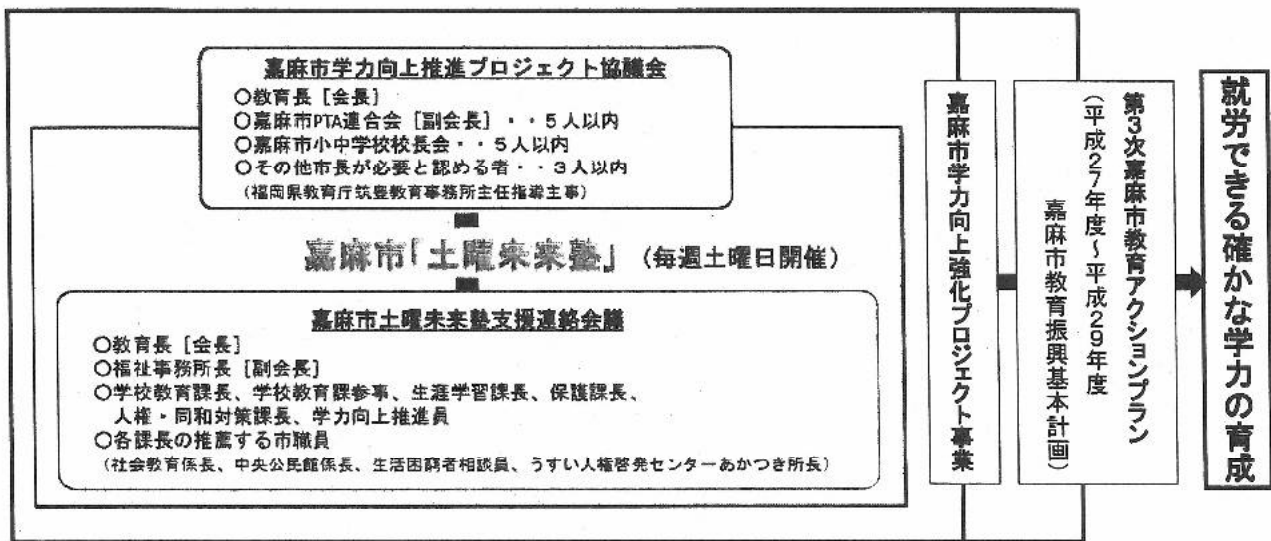 嘉麻市学力向上推進プロジェクト協議会
○教育長［会長］
○嘉麻市PTA連合会［副会長］・・５人以内
○嘉麻市小中学校校長会・・５人以内
○その他市長が必要と認める者・・３人以内
（福岡県教育庁筑豊教育事務所主任指導主事）
嘉麻市「土曜未来塾」（毎週土曜日開催）
嘉麻市土曜未来塾支援連絡会議
○教育長［会長］
○福祉事務所長［副会長］
○学校教育課長、学校教育課参事、生涯学習課長、保護課長、
人権・同和対策課長、学力向上推進員
○各課長の推薦する市職員
（社会教育係長、中央公民館係長、生活困窮者相談員、うすい人権啓発センターあかつき所長）
嘉麻市学力向上強化プロジェクト事業
第３次嘉麻市教育アクションプラン
（平成２７年度～平成２９年度
嘉麻市教育振興基本計画）
就労できる確かな学力の育成